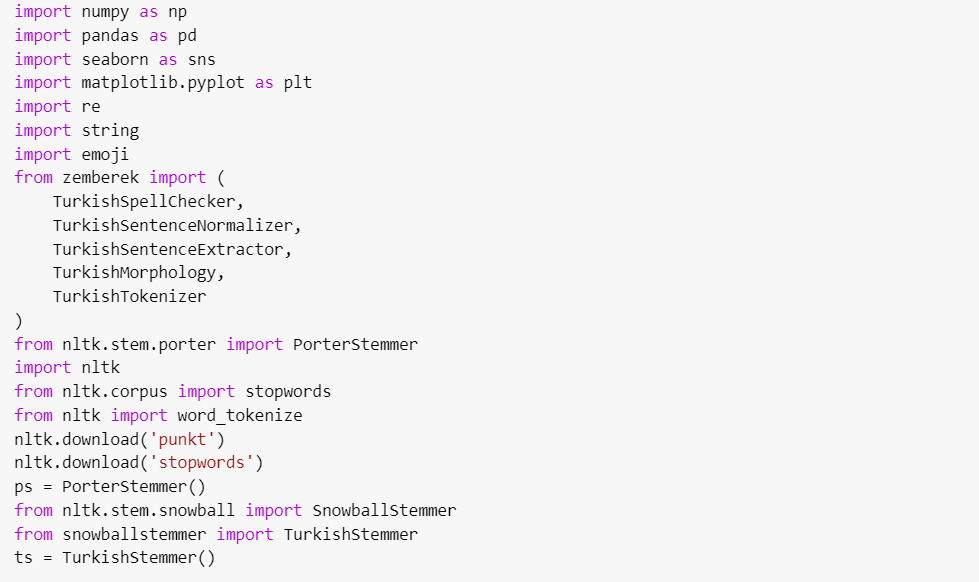 import numpy as np
import pandas as pd
import seaborn as sns
import matplotlib.pyplot as plt
import re
import string
import emoji
from zemberek import (
    TurkishSpellChecker,
    TurkishSentenceNormalizer,
    TurkishSentenceExtractor,
    TurkishMorphology,
    TurkishTokenizer
)
from nltk.stem.porter import PorterStemmer
import nltk
from nltk.corpus import stopwords
from nltk import word_tokenize
nltk.download('punkt')
nltk.download('stopwords')
ps = PorterStemmer()
from nltk.stem.snowball import SnowballStemmer
from snowballstemmer import TurkishStemmer
ts = TurkishStemmer()